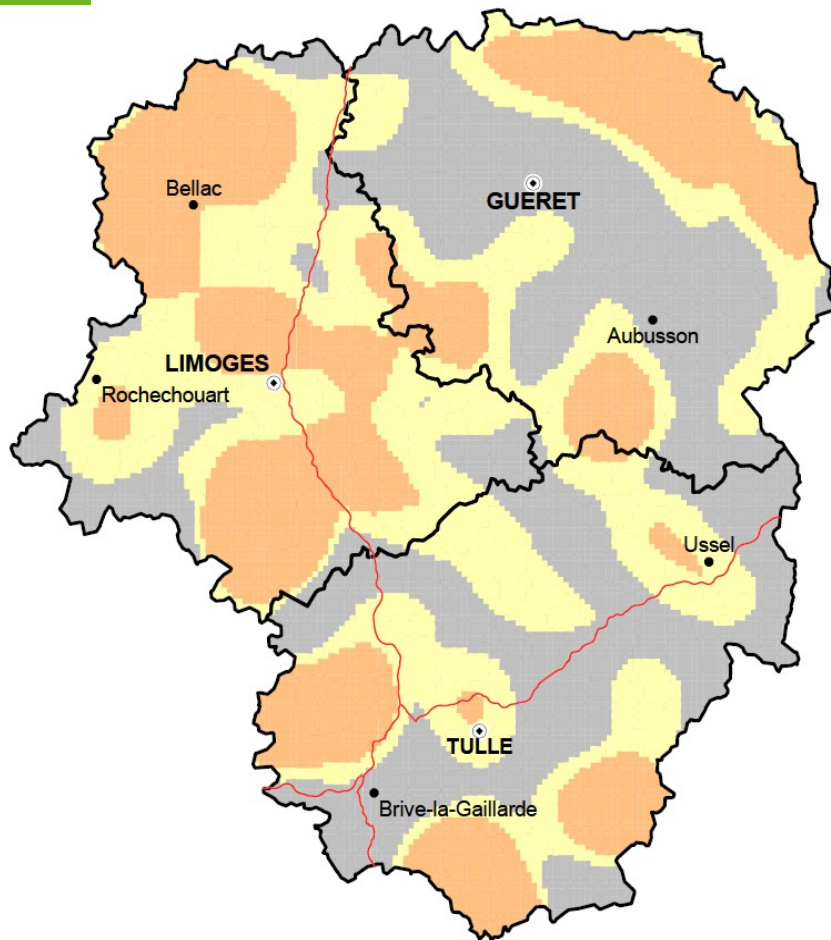 Bellac
GUERET
Aubusson
LIMOGES
Rochechouart
Ussel
TULLE
Brive-la-Gaillarde